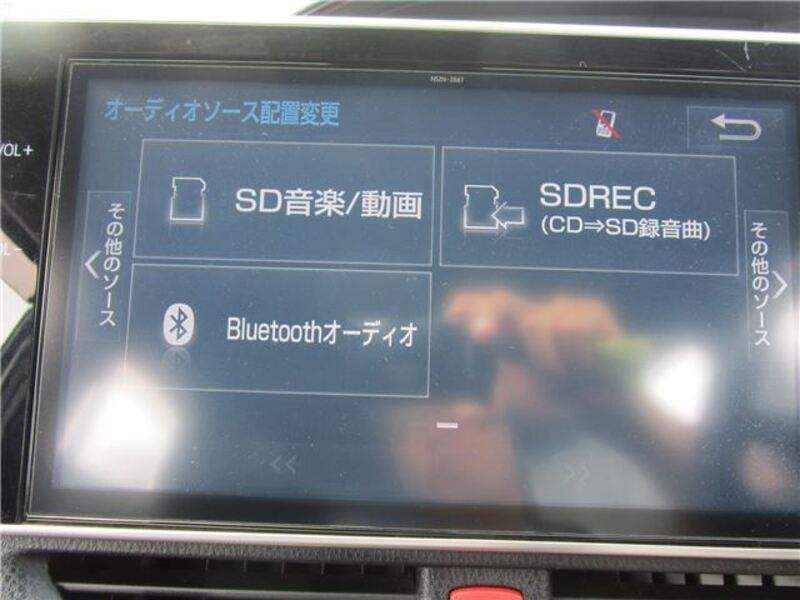 NSZN-Z66T
オーディオソース配置変更
VOL+
VOL-
その他のソース
SD音楽/動画
SDREC
(CD⇒SD録音曲)
Bluetoothオーディオ
その他のソース